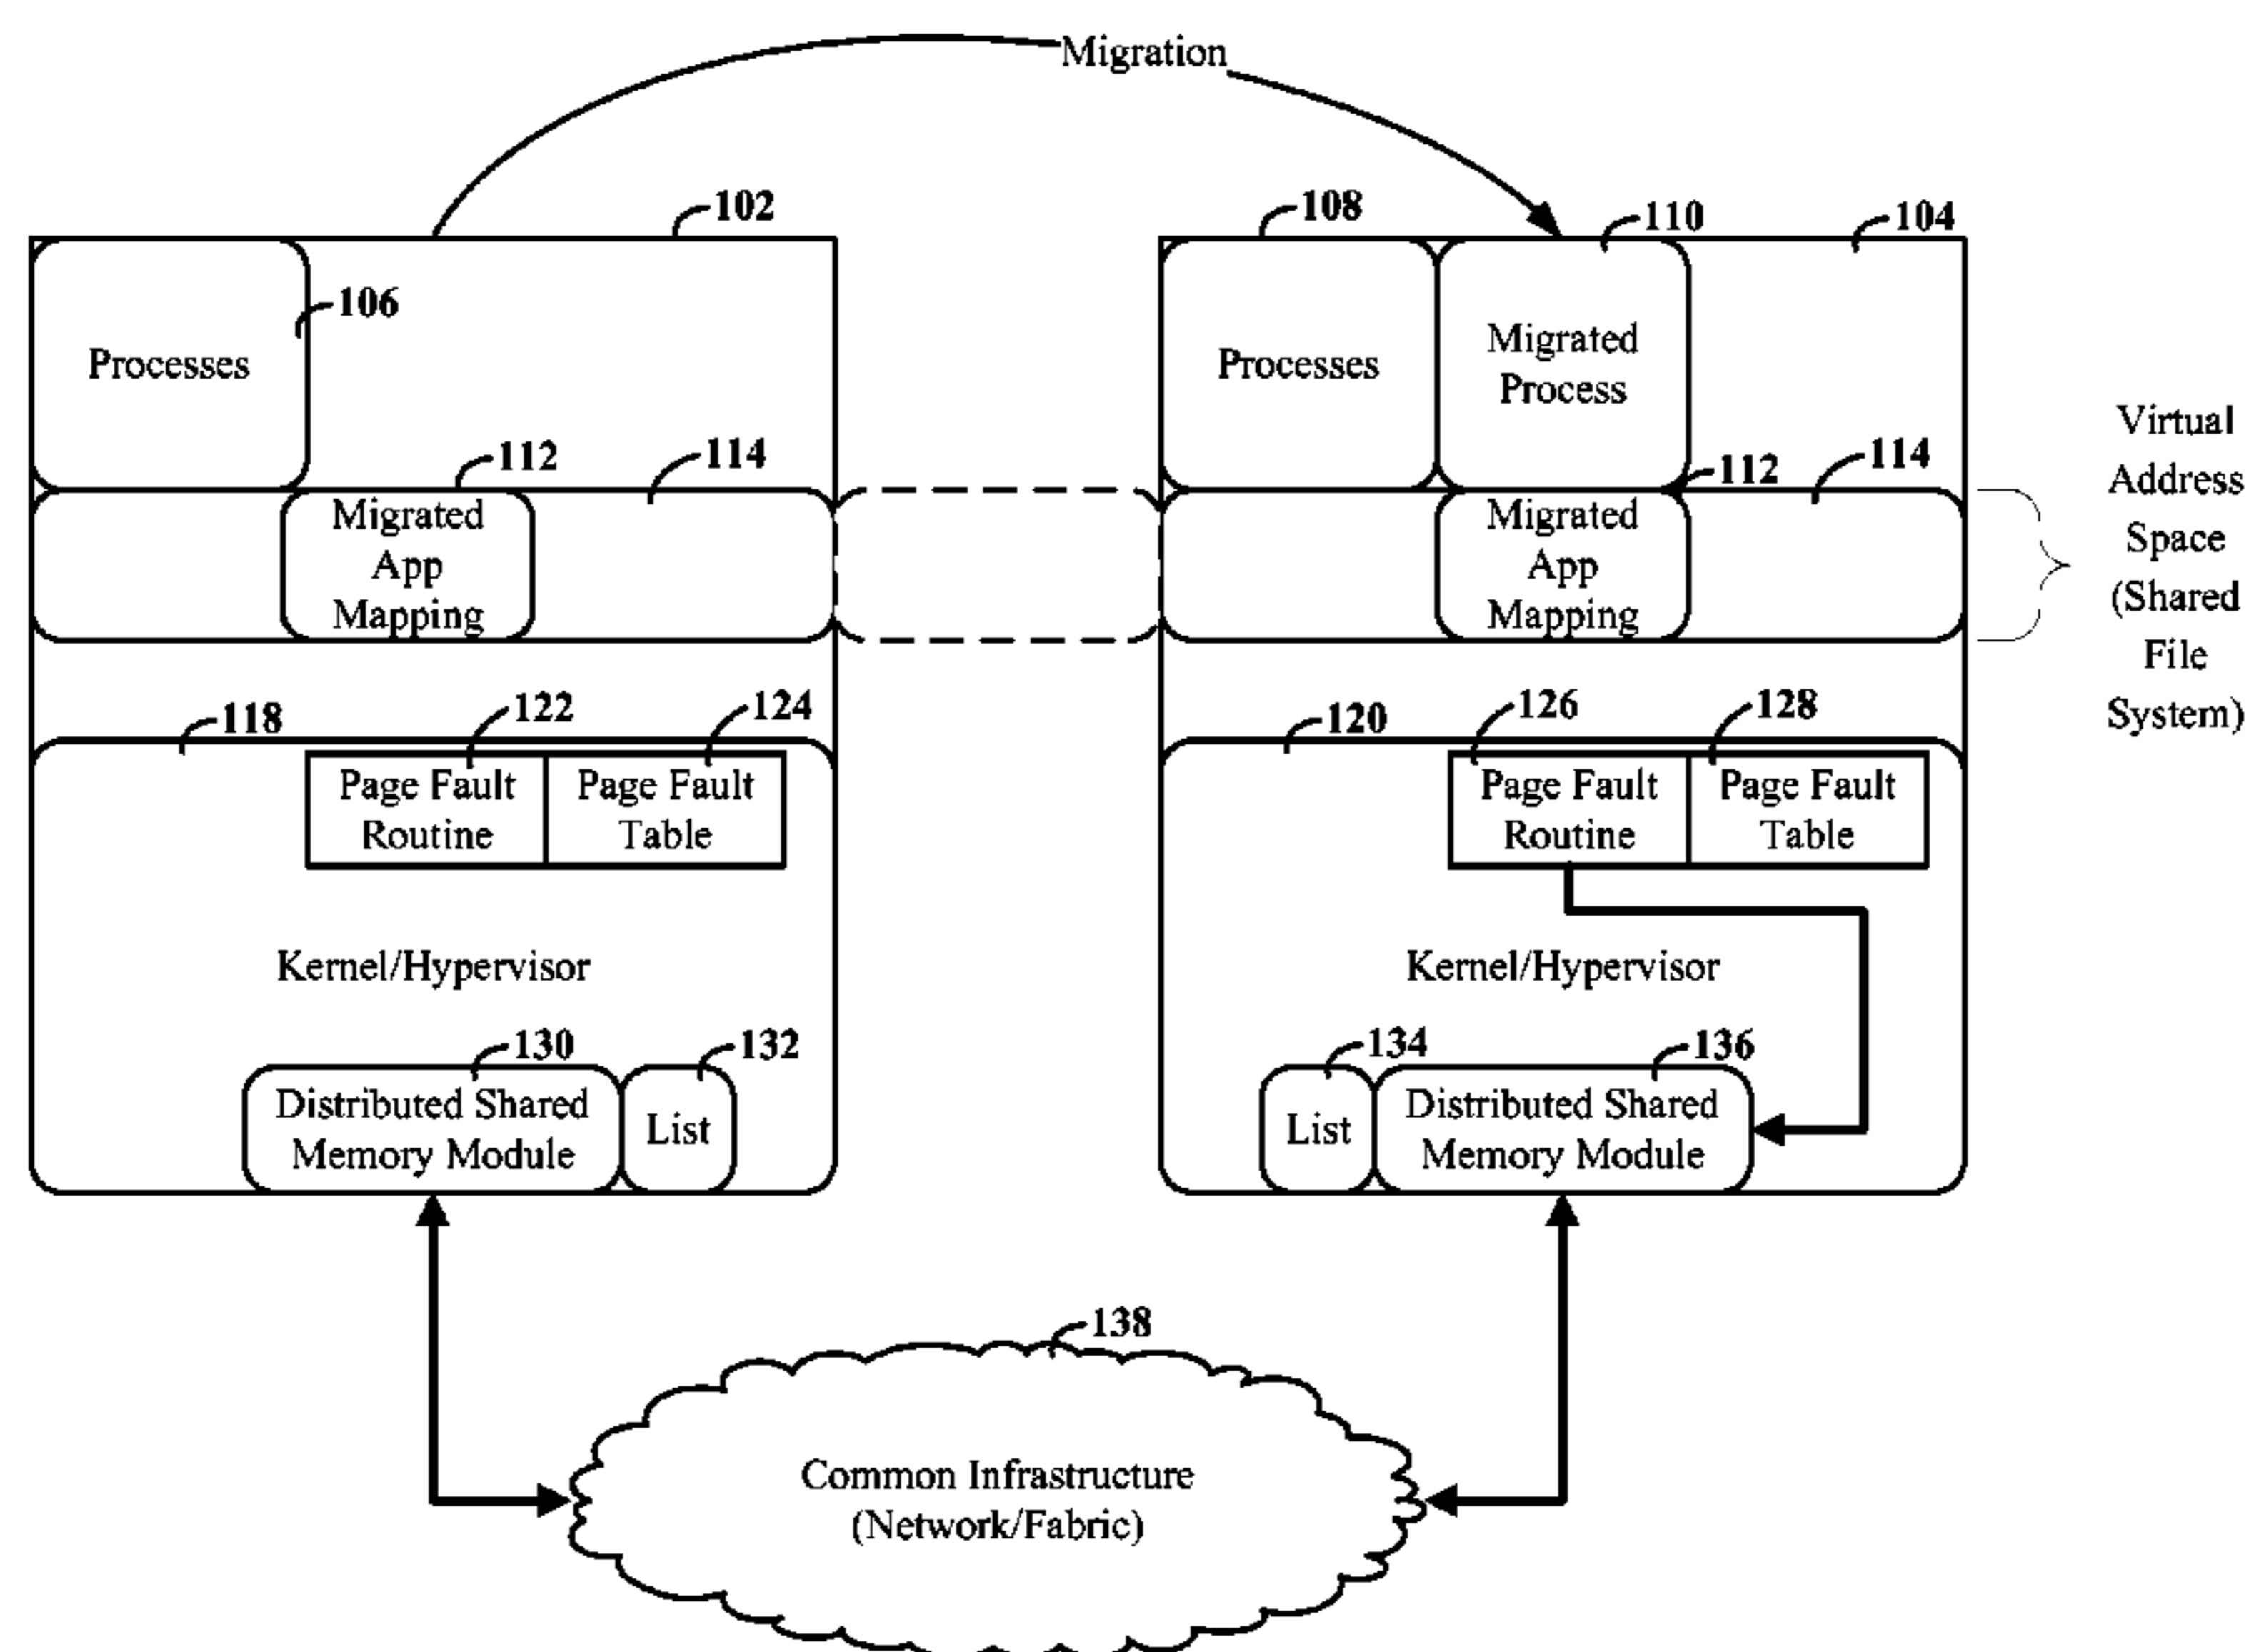 Migration
102
108
110
104
106
Processes
Processes
Migrated
Process
112
114
112
114
Migrated
App
Mapping
Migrated
App
Mapping
Virtual
Address
Space
(Shared
File
System)
118
122
124
120
126
128
Page Fault
Routine
Page Fault
Table
Page Fault
Routine
Page Fault
Table
Kernel/Hypervisor
Kernel/Hypervisor
130
132
134
136
Distributed Shared
Memory Module
List
List
Distributed Shared
Memory Module
138
Common Infrastructure
(Network/Fabric)